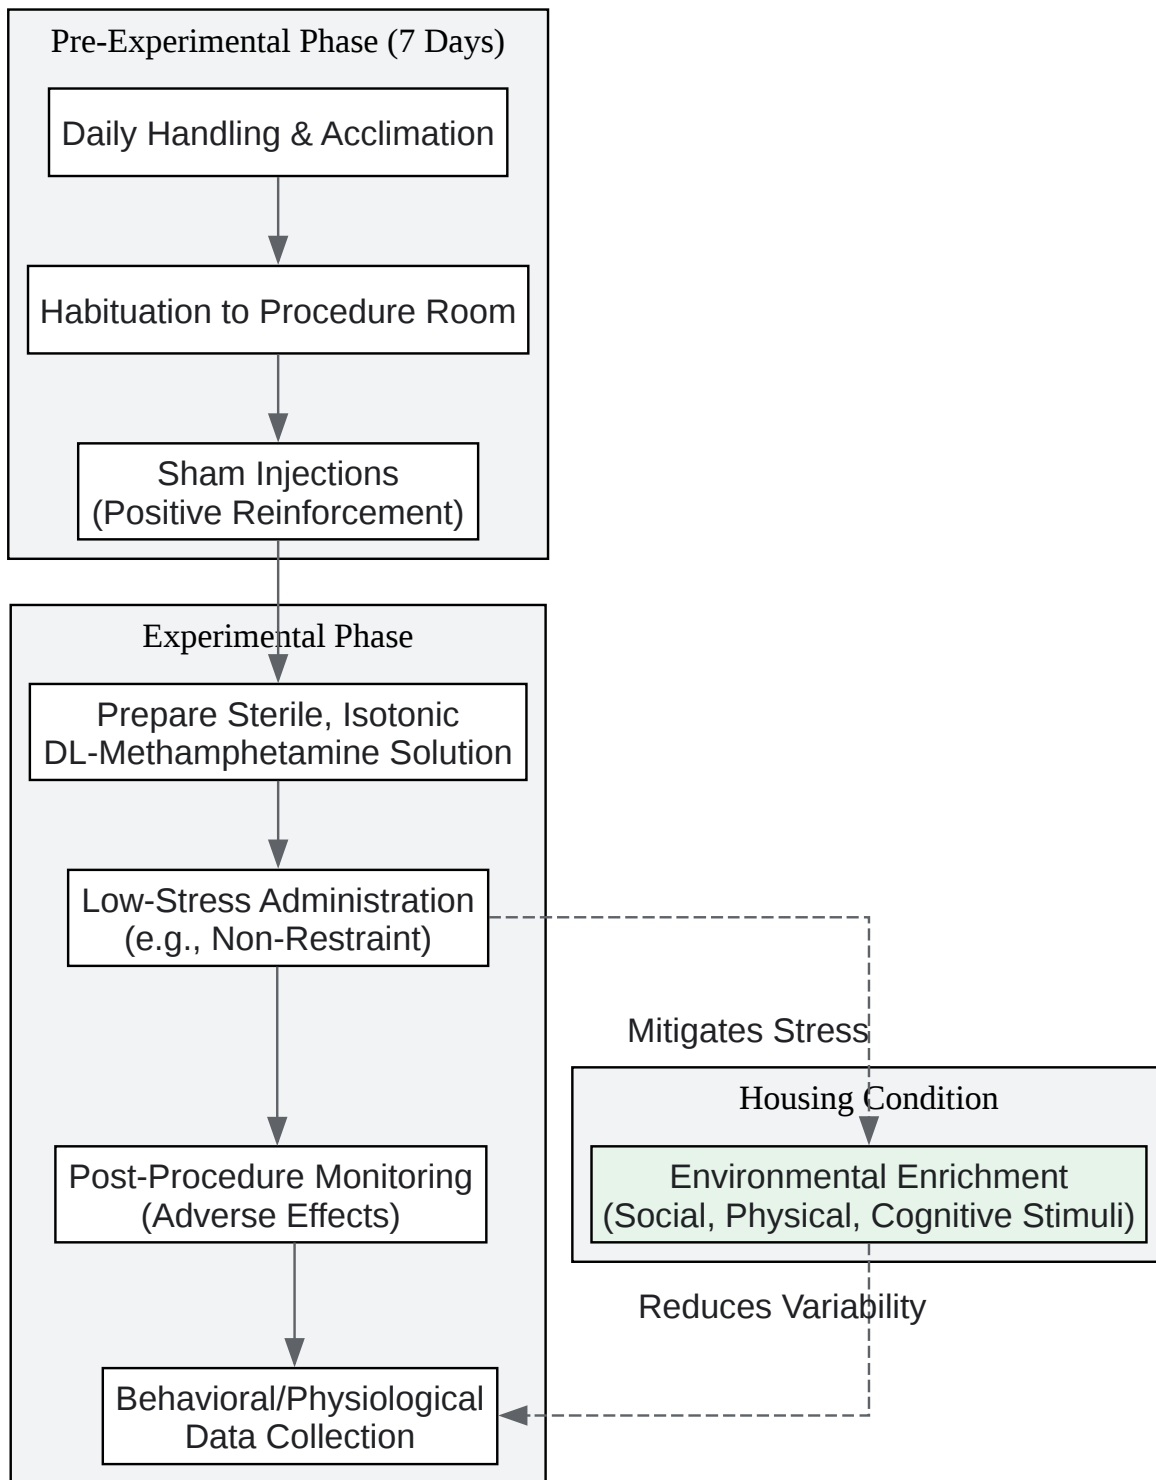 Pre-Experimental Phase (7 Days)
Daily Handling & Acclimation
Habituation to Procedure Room
Sham Injections
(Positive Reinforcement)
Experimental Phase
Prepare Sterile, Isotonic
DL-Methamphetamine Solution
Low-Stress Administration
(e.g., Non-Restraint)
Mitigates Stress
Housing Condition
Environmental Enrichment
(Social, Physical, Cognitive Stimuli)
Post-Procedure Monitoring
(Adverse Effects)
Reduces Variability
Behavioral/Physiological
Data Collection